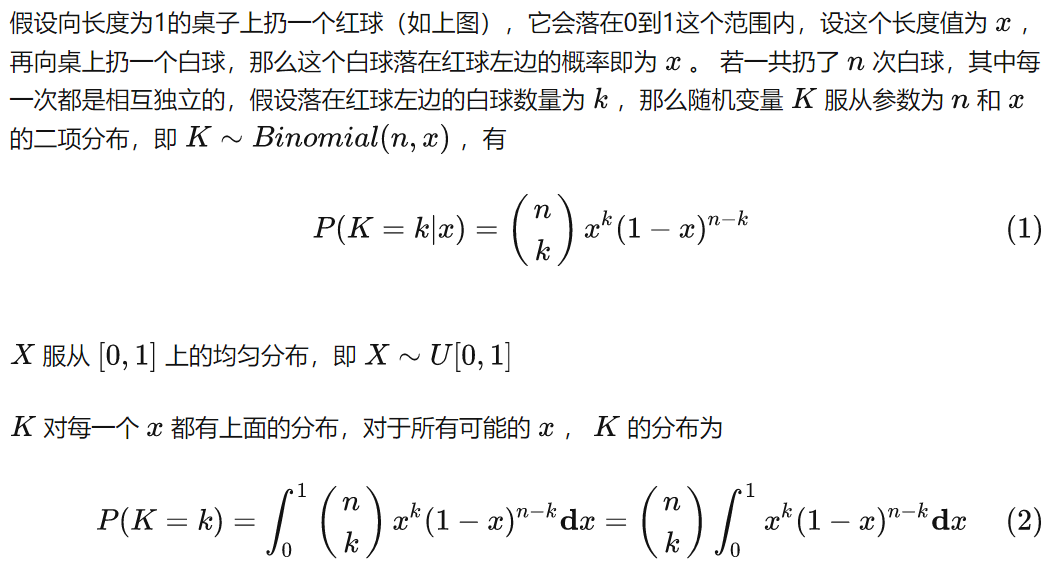 假设向长度为1的桌子上扔一个红球（如上图），它会落在0到1这个范围内，设这个长度值为 $x$ ，
再向桌上扔一个白球，那么这个白球落在红球左边的概率即为 $x$ 。 若一共扔了 $n$ 次白球，其中每
一次都是相互独立的，假设落在红球左边的白球数量为 $k$ ，那么随机变量 $K$ 服从参数为 $n$ 和 $x$
的二项分布，即 $K \sim Binomial(n,x)$ ，有
$P(K=k|x)=\binom{n}{k}x^k(1-x)^{n-k}$ (1)
$X$ 服从 $[0,1]$ 上的均匀分布，即 $X \sim U[0,1]$
$K$ 对每一个 $x$ 都有上面的分布，对于所有可能的 $x$ ， $K$ 的分布为
$P(K=k)=\int_0^1\binom{n}{k}x^k(1-x)^{n-k}\mathbf{d}x=\binom{n}{k}\int_0^1x^k(1-x)^{n-k}\mathbf{d}x$ (2)